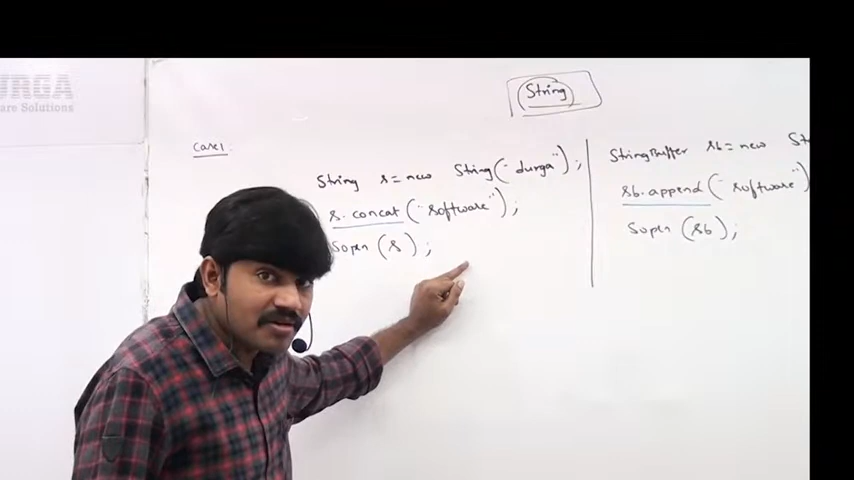 URGA
are Solutions
String
Case1
String s = new String("durga");
s.concat("software");
Sopln(s);
StringBuffer sb = new St
sb.append("software")
Sopln(sb);